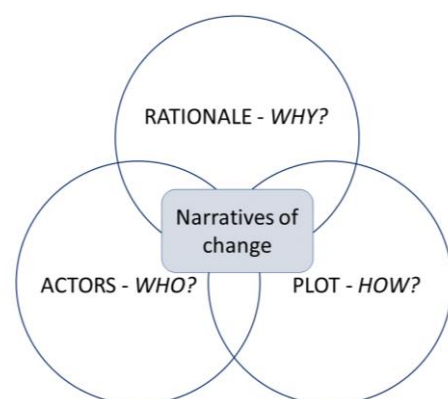 RATIONALE - WHY?
Narratives of
change
ACTORS - WHO?
PLOT - HOW?